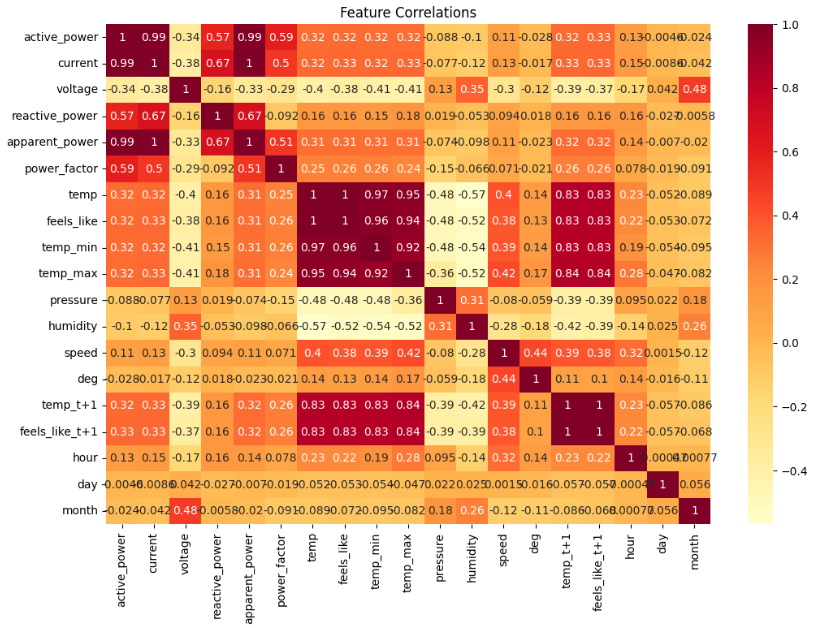 Feature Correlations
active_power 1 0.99 -0.34 0.57 0.99 0.59 0.32 0.32 0.32 0.32 -0.088 -0.1 0.11 -0.028 0.32 0.33 0.13 -0.0046 -0.024
current 0.99 1 -0.38 0.67 1 0.5 0.32 0.33 0.32 0.33 -0.077 -0.12 0.13 -0.017 0.33 0.33 0.15 -0.0086 -0.042
voltage -0.34 -0.38 1 -0.16 -0.33 -0.29 -0.4 -0.38 -0.41 -0.41 0.13 0.35 -0.3 -0.12 -0.39 -0.37 -0.17 0.042 0.48
reactive_power 0.57 0.67 -0.16 1 0.67 -0.092 0.16 0.16 0.15 0.18 -0.019 -0.053 0.094 0.018 0.16 0.16 0.16 -0.027 -0.0058
apparent_power 0.99 1 -0.33 0.67 1 0.51 0.31 0.31 0.31 0.31 -0.074 -0.098 0.11 -0.023 0.32 0.32 0.14 -0.007 -0.02
power_factor 0.59 0.5 -0.29 -0.092 0.51 1 0.25 0.26 0.26 0.24 -0.15 -0.066 0.071 -0.021 0.26 0.26 0.078 -0.019 -0.091
temp 0.32 0.32 -0.4 0.16 0.31 0.25 1 1 0.97 0.95 -0.48 -0.57 0.4 0.14 0.83 0.83 0.23 -0.052 -0.089
feels_like 0.32 0.33 -0.38 0.16 0.31 0.26 1 1 0.96 0.94 -0.48 -0.52 0.38 0.13 0.83 0.83 0.22 -0.053 -0.072
temp_min 0.32 0.32 -0.41 0.15 0.31 0.26 0.97 0.96 1 0.92 -0.48 -0.54 0.39 0.14 0.83 0.83 0.19 -0.054 -0.095
temp_max 0.32 0.33 -0.41 0.18 0.31 0.24 0.95 0.94 0.92 1 -0.36 -0.52 0.42 0.17 0.84 0.84 0.28 -0.047 -0.082
pressure -0.088 -0.077 0.13 -0.019 -0.074 -0.15 -0.48 -0.48 -0.48 -0.36 1 0.31 -0.08 -0.059 -0.39 -0.39 0.095 0.022 0.18
humidity -0.1 -0.12 0.35 -0.053 -0.098 -0.066 -0.57 -0.52 -0.54 -0.52 0.31 1 -0.28 -0.18 -0.42 -0.39 -0.14 0.025 0.26
speed 0.11 0.13 -0.3 0.094 0.11 0.071 0.4 0.38 0.39 0.42 -0.08 -0.28 1 0.44 0.39 0.38 0.32 0.0015 -0.12
deg -0.028 -0.017 -0.12 0.018 -0.023 -0.021 0.14 0.13 0.14 0.17 -0.059 -0.18 0.44 1 0.11 0.1 0.14 -0.016 -0.11
temp_t+1 0.32 0.33 -0.39 0.16 0.32 0.26 0.83 0.83 0.83 0.84 -0.39 -0.42 0.39 0.11 1 1 0.23 -0.057 -0.086
feels_like_t+1 0.33 0.33 -0.37 0.16 0.32 0.26 0.83 0.83 0.83 0.84 -0.39 -0.39 0.38 0.1 1 1 0.22 -0.057 -0.068
hour 0.13 0.15 -0.17 0.16 0.14 0.078 0.23 0.22 0.19 0.28 0.095 -0.14 0.32 0.14 0.23 0.22 1 -0.00047 0.00077
day -0.0046 -0.0086 0.042 -0.027 -0.007 -0.019 -0.052 -0.053 -0.054 -0.047 0.022 0.025 0.0015 -0.016 -0.057 -0.057 -0.00047 1 0.056
month -0.024 -0.042 0.48 -0.0058 -0.02 -0.091 -0.089 -0.072 -0.095 -0.082 0.18 0.26 -0.12 -0.11 -0.086 -0.068 0.00077 0.056 1
active_power current voltage reactive_power apparent_power power_factor temp feels_like temp_min temp_max pressure humidity speed deg temp_t+1 feels_like_t+1 hour day month
1.0
0.8
0.6
0.4
0.2
0.0
−0.2
−0.4